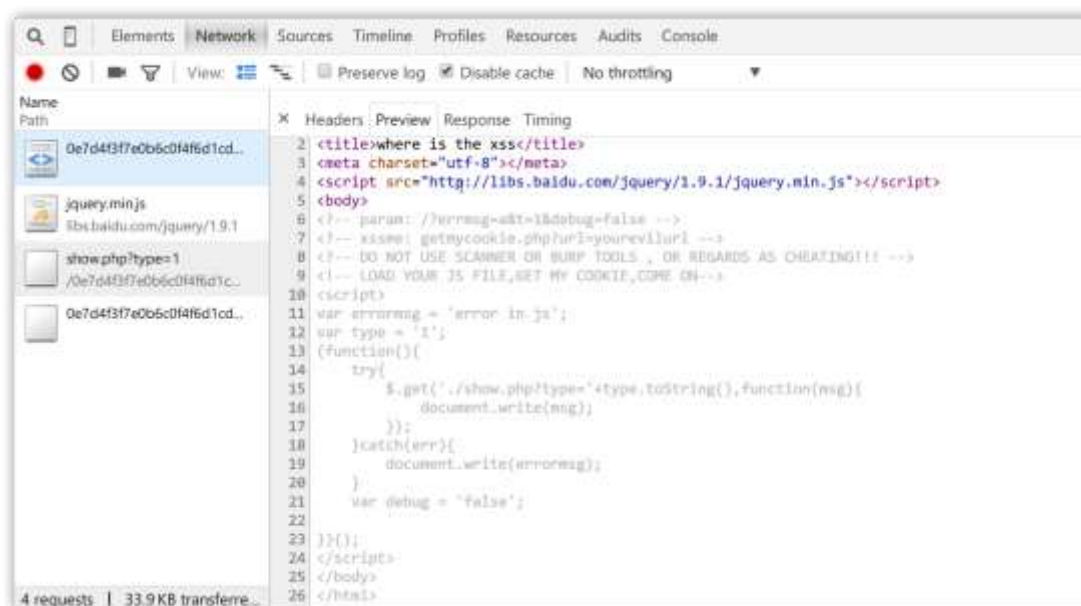 Elements Network Sources Timeline Profiles Resources Audits Console
View: Preserve log Disable cache No throttling
Name
Path
× Headers Preview Response Timing
0e7d4f3f7e0b6c0f4f6d1cd...
jquery.min.js
libs.baidu.com/jquery/1.9.1
show.php?type=1
/0e7d4f3f7e0b6c0f4f6d1c...
0e7d4f3f7e0b6c0f4f6d1cd...
4 requests | 33.9 KB transferre...
2 <title>where is the xss</title>
3 <meta charset="utf-8"></meta>
4 <script src="http://libs.baidu.com/jquery/1.9.1/jquery.min.js"></script>
5 <body>
6 <!-- param: /?errmsg=a&t=1&debug=false -->
7 <!-- xssme: getmycookie.php?url=yourevilurl -->
8 <!-- DO NOT USE SCANNER OR BURP TOOLS , OR REGARDS AS CHEATING!!! -->
9 <!-- LOAD YOUR JS FILE,GET MY COOKIE,COME ON-->
10 <script>
11 var errormsg = 'error in js';
12 var type = '1';
13 (function(){
14 try{
15 $.get('./show.php?type='+type.toString(),function(msg){
16 document.write(msg);
17 });
18 }catch(err){
19 document.write(errormsg);
20 }
21 var debug = 'false';
22
23 })();
24 </script>
25 </body>
26 </html>